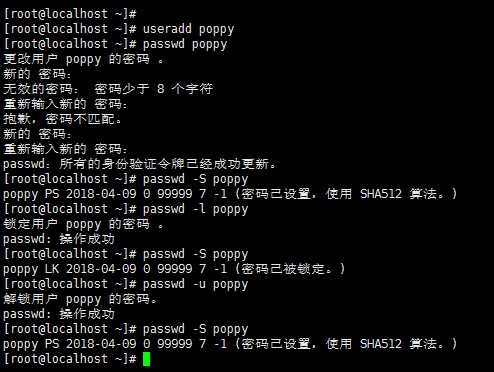 [root@localhost ~]#
[root@localhost ~]# useradd poppy
[root@localhost ~]# passwd poppy
更改用户 poppy 的密码 。
新的 密码：
无效的密码： 密码少于 8 个字符
重新输入新的 密码：
抱歉，密码不匹配。
新的 密码：
重新输入新的 密码：
passwd：所有的身份验证令牌已经成功更新。
[root@localhost ~]# passwd -S poppy
poppy PS 2018-04-09 0 99999 7 -1 (密码已设置，使用 SHA512 算法。)
[root@localhost ~]# passwd -l poppy
锁定用户 poppy 的密码 。
passwd: 操作成功
[root@localhost ~]# passwd -S poppy
poppy LK 2018-04-09 0 99999 7 -1 (密码已被锁定。)
[root@localhost ~]# passwd -u poppy
解锁用户 poppy 的密码。
passwd: 操作成功
[root@localhost ~]# passwd -S poppy
poppy PS 2018-04-09 0 99999 7 -1 (密码已设置，使用 SHA512 算法。)
[root@localhost ~]#